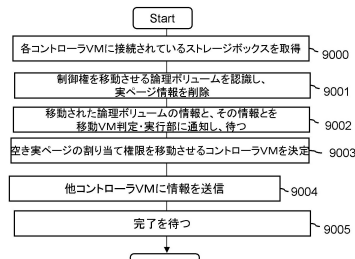 Start
各コントローラVMに接続されているストレージボックスを取得
9000
制御権を移動させる論理ボリュームを認識し、
実ページ情報を削除
9001
移動された論理ボリュームの情報と、その情報とを
移動VM判定・実行部に通知し、待つ
9002
空き実ページの割り当て権限を移動させるコントローラVMを決定
9003
他コントローラVMに情報を送信
9004
完了を待つ
9005